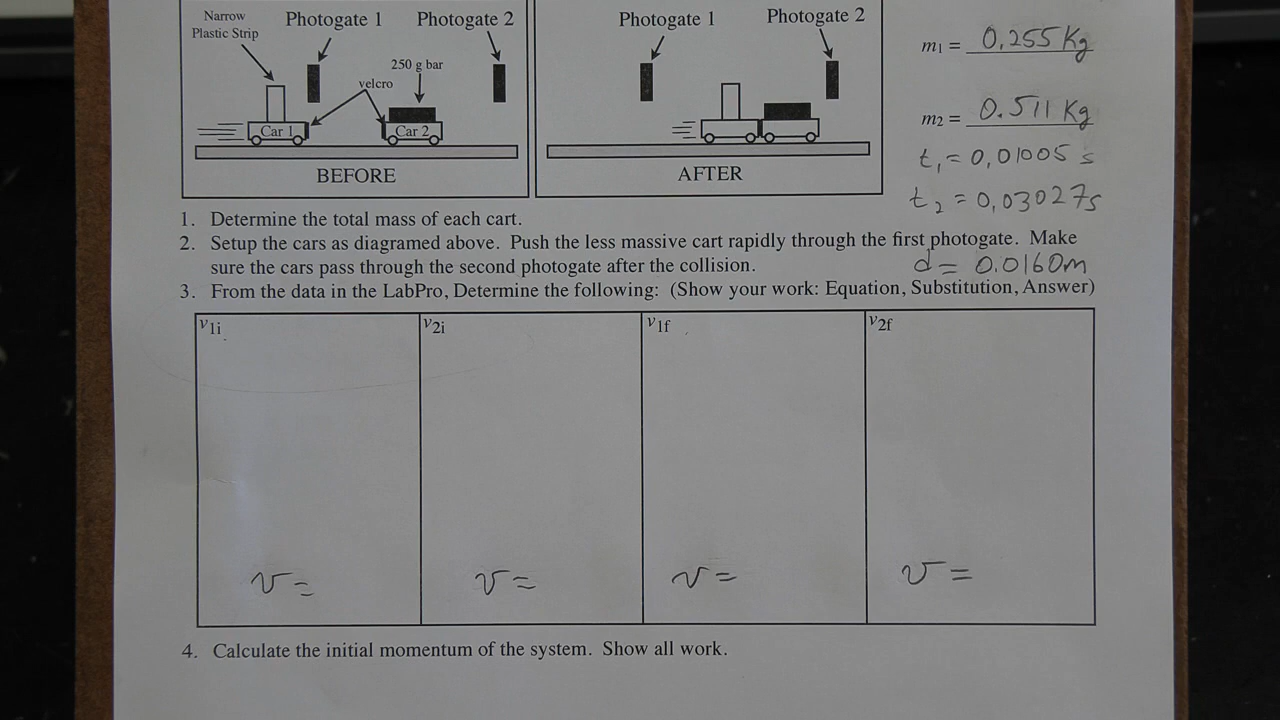 Narrow
Plastic Strip
Photogate 1
Photogate 2
250 g bar
velcro
Car 1
Car 2
BEFORE
Photogate 1
Photogate 2
AFTER
m1 = 0,255 Kg
m2 = 0.511 Kg
t1 = 0,01005 s
t2 = 0,03027s
1. Determine the total mass of each cart.
2. Setup the cars as diagramed above. Push the less massive cart rapidly through the first photogate. Make
sure the cars pass through the second photogate after the collision.
d = 0.0160m
3. From the data in the LabPro, Determine the following: (Show your work: Equation, Substitution, Answer)
v1i
v2i
v1f
v2f
v =
v =
v =
v =
4. Calculate the initial momentum of the system. Show all work.